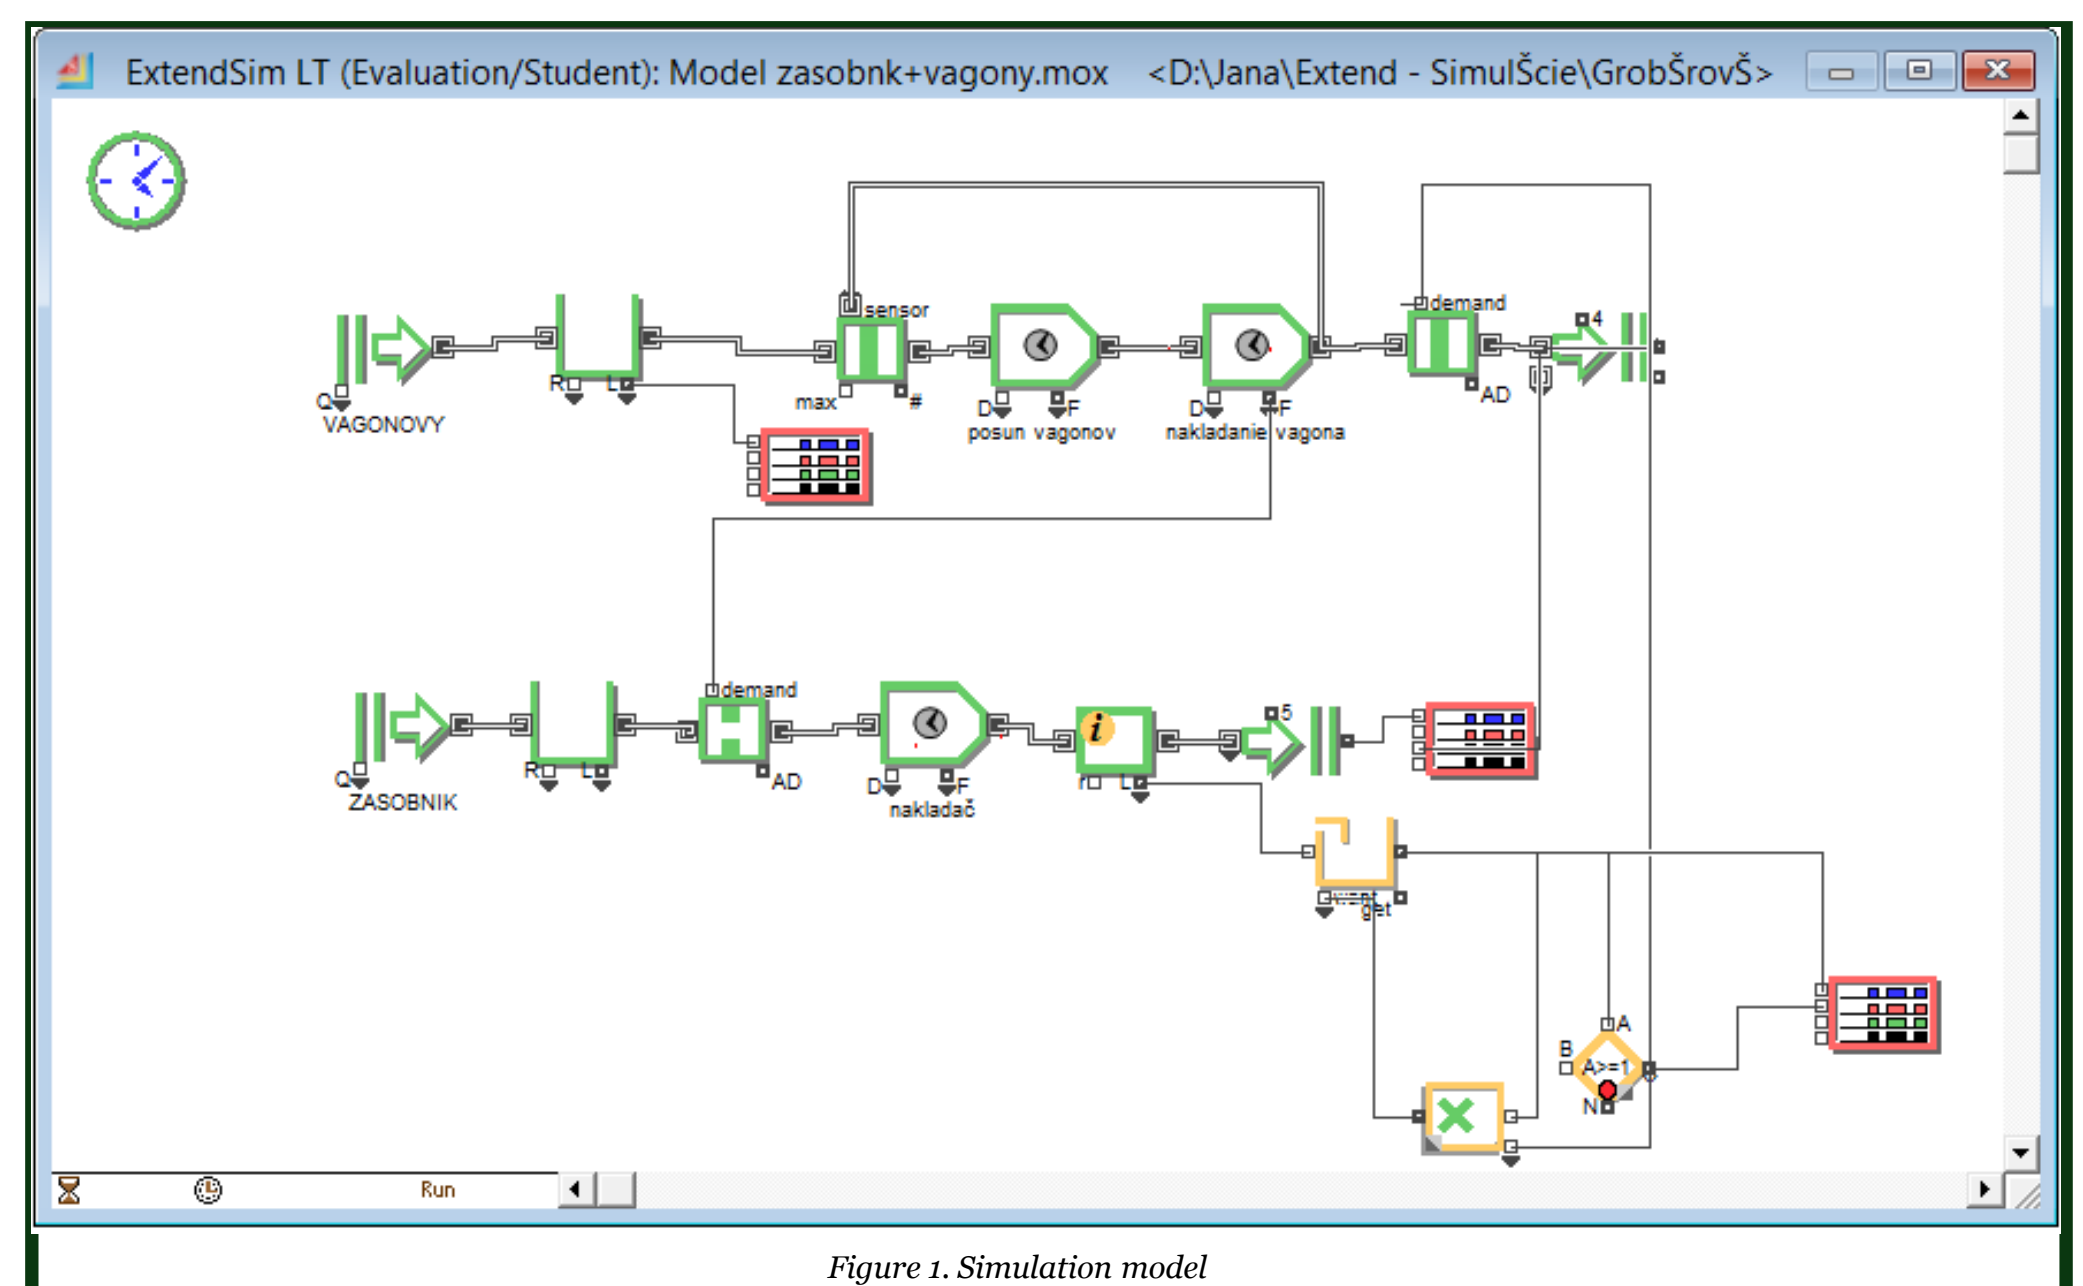 ExtendSim LT (Evaluation/Student): Model zasobnk+vagony.mox <D:\Jana\Extend - SimulŠcie\GrobŠrovŠ>
demand
sensor
4
R L
Q
max #
AD
VAGONOVY
D F
D F
posun vagonov
nakladanie vagona
demand
5
R L
Q
AD
D F
r L
ZASOBNIK
nakladač
i
get
A
B
A>=1
N
Run
Figure 1. Simulation model